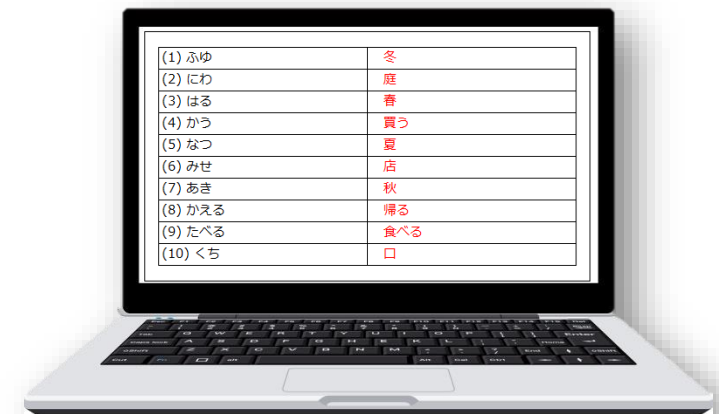 (1) ふゆ 冬
(2) にわ 庭
(3) はる 春
(4) かう 買う
(5) なつ 夏
(6) みせ 店
(7) あき 秋
(8) かえる 帰る
(9) たべる 食べる
(10) くち 口